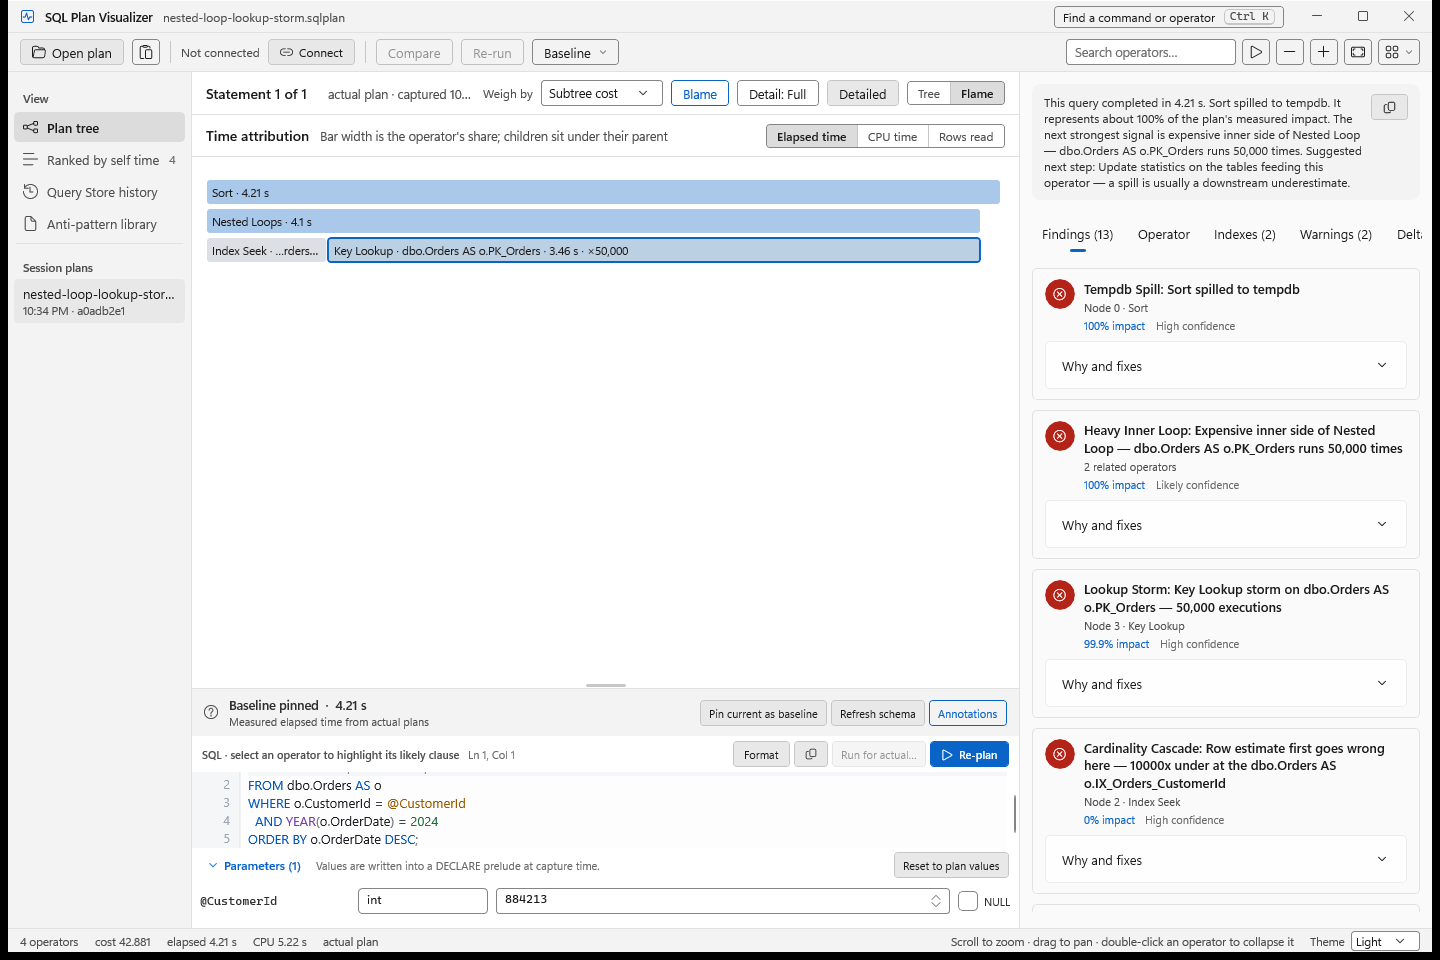 SQL Plan Visualizer nested-loop-lookup-storm.sqlplan
Find a command or operator Ctrl K
Open plan
Not connected
Connect
Compare
Re-run
Baseline
Search operators...
View
Plan tree
Ranked by self time 4
Query Store history
Anti-pattern library
Session plans
nested-loop-lookup-stor...
10:34 PM · a0adb2e1
Statement 1 of 1 actual plan · captured 10... Weigh by Subtree cost Blame Detail: Full Detailed Tree Flame
Time attribution Bar width is the operator's share; children sit under their parent Elapsed time CPU time Rows read
Sort · 4.21 s
Nested Loops · 4.1 s
Index Seek · ...rders...
Key Lookup · dbo.Orders AS o.PK_Orders · 3.46 s · ×50,000
Baseline pinned · 4.21 s
Measured elapsed time from actual plans
Pin current as baseline
Refresh schema
Annotations
SQL · select an operator to highlight its likely clause Ln 1, Col 1
Format
Run for actual...
Re-plan
2 FROM dbo.Orders AS o
3 WHERE o.CustomerId = @CustomerId
4 AND YEAR(o.OrderDate) = 2024
5 ORDER BY o.OrderDate DESC;
Parameters (1) Values are written into a DECLARE prelude at capture time.
Reset to plan values
@CustomerId int 884213 NULL
This query completed in 4.21 s. Sort spilled to tempdb. It
represents about 100% of the plan's measured impact. The
next strongest signal is expensive inner side of Nested Loop
— dbo.Orders AS o.PK_Orders runs 50,000 times. Suggested
next step: Update statistics on the tables feeding this
operator — a spill is usually a downstream underestimate.
Findings (13) Operator Indexes (2) Warnings (2) Delta
Tempdb Spill: Sort spilled to tempdb
Node 0 · Sort
100% impact High confidence
Why and fixes
Heavy Inner Loop: Expensive inner side of Nested
Loop — dbo.Orders AS o.PK_Orders runs 50,000 times
2 related operators
100% impact Likely confidence
Why and fixes
Lookup Storm: Key Lookup storm on dbo.Orders AS
o.PK_Orders — 50,000 executions
Node 3 · Key Lookup
99.9% impact High confidence
Why and fixes
Cardinality Cascade: Row estimate first goes wrong
here — 10000x under at the dbo.Orders AS
o.IX_Orders_CustomerId
Node 2 · Index Seek
0% impact High confidence
Why and fixes
4 operators cost 42.881 elapsed 4.21 s CPU 5.22 s actual plan
Scroll to zoom · drag to pan · double-click an operator to collapse it Theme Light